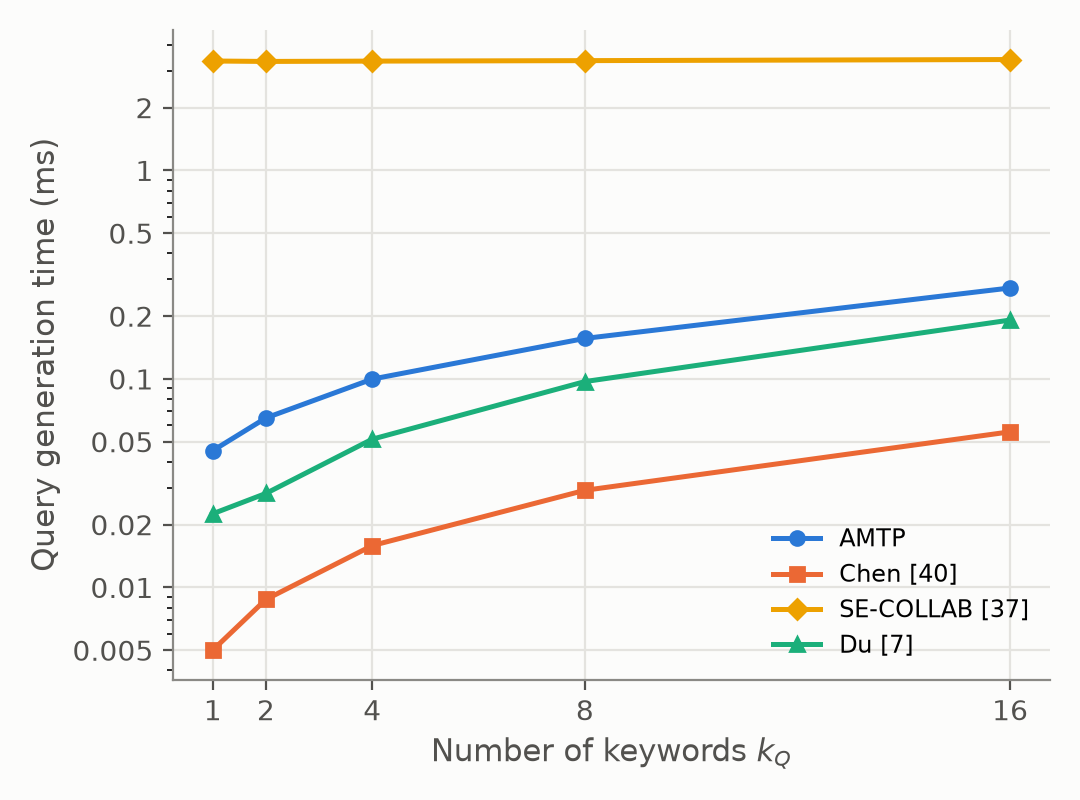 Query generation time (ms)
2
1
0.5
0.2
0.1
0.05
0.02
0.01
0.005
AMTP
Chen [40]
SE-COLLAB [37]
Du [7]
1 2 4 8 16
Number of keywords k_Q